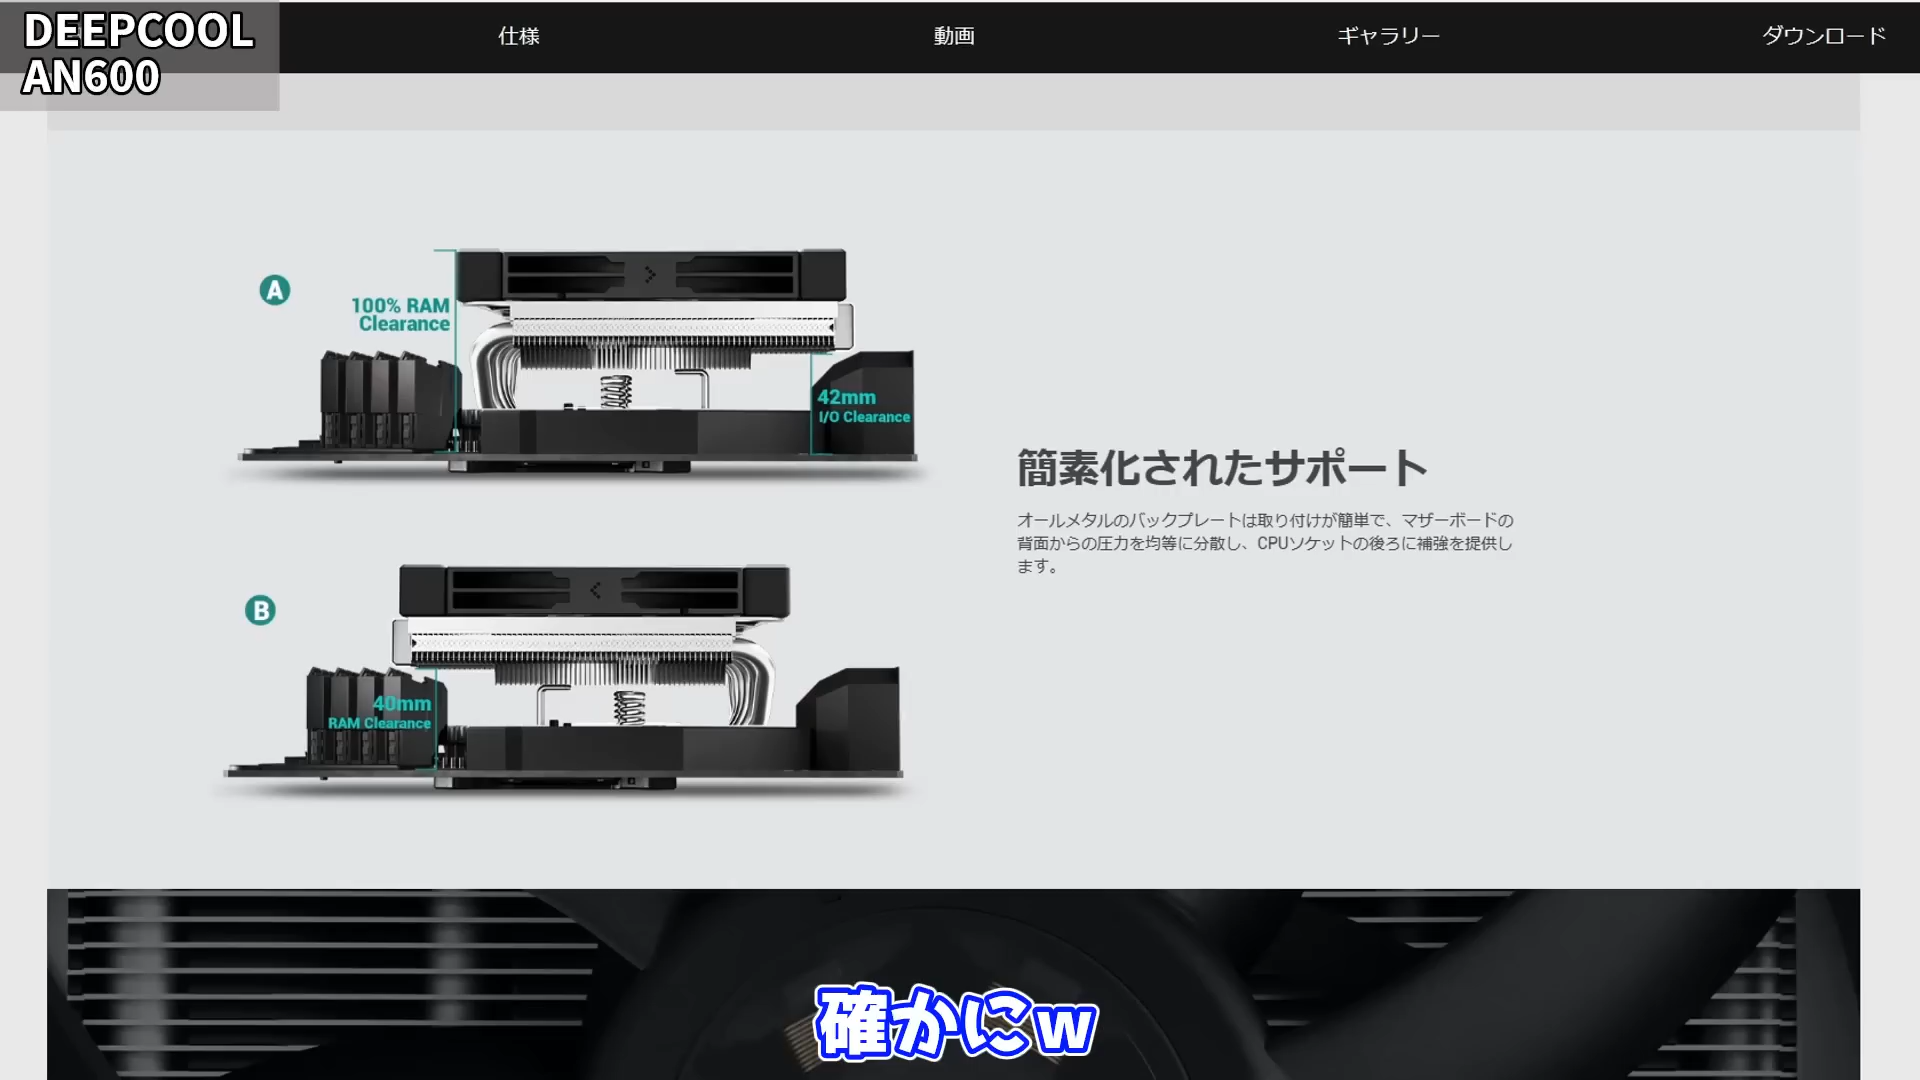 DEEPCOOL
AN600
仕様
動画
ギャラリー
ダウンロード
A
100% RAM
Clearance
42mm
I/O Clearance
簡素化されたサポート
オールメタルのバックプレートは取り付けが簡単で、マザーボードの
背面からの圧力を均等に分散し、CPUソケットの後ろに補強を提供し
ます。
B
40mm
RAM Clearance
確かにw